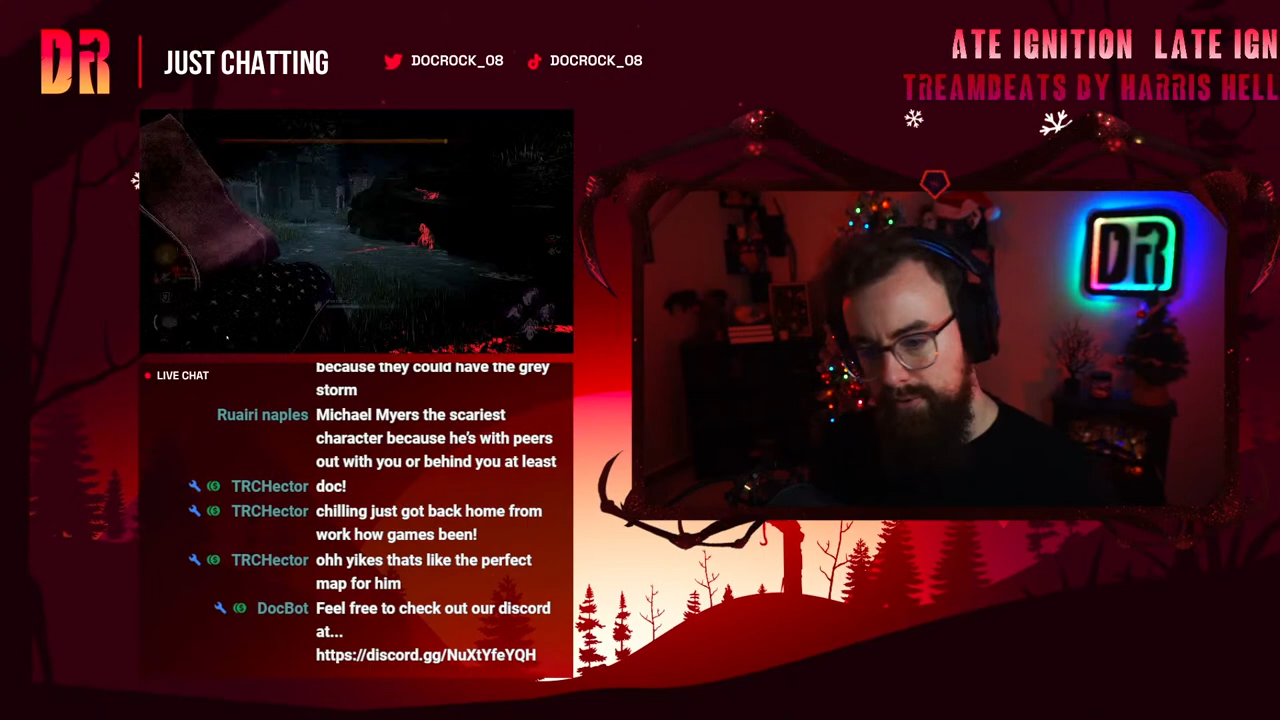 DR
JUST CHATTING
DOCROCK_08
DOCROCK_08
ATE IGNITION LATE IGN
TREAMBEATS BY HARRIS HELL
DR
LIVE CHAT
because they could have the grey
storm
Ruairi naples Michael Myers the scariest
character because he's with peers
out with you or behind you at least
TRCHector doc!
TRCHector chilling just got back home from
work how games been!
TRCHector ohh yikes thats like the perfect
map for him
DocBot Feel free to check out our discord
at...
https://discord.gg/NuXtYfeYQH